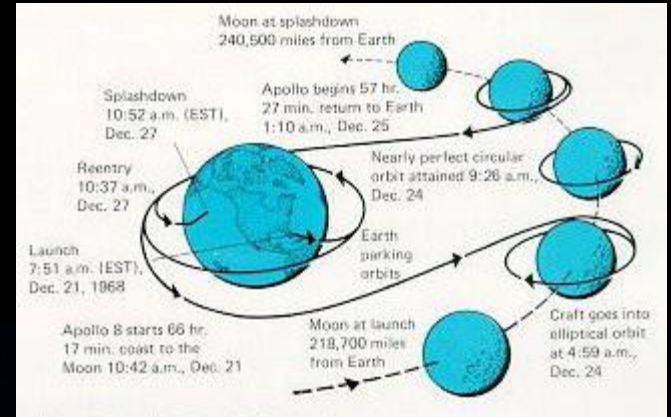 Moon at splashdown
240,500 miles from Earth
Splashdown
10:52 a.m. (EST),
Dec. 27
Apollo begins 57 hr.
27 min. return to Earth
1:10 a.m., Dec. 25
Reentry
10:37 a.m.,
Dec. 27
Nearly perfect circular
orbit attained 9:26 a.m.,
Dec. 24
Launch
7:51 a.m. (EST),
Dec. 21, 1968
Earth
parking
orbits
Apollo 8 starts 66 hr.
17 min. coast to the
Moon 10:42 a.m., Dec. 21
Moon at launch
218,700 miles
from Earth
Craft goes into
elliptical orbit
at 4:59 a.m.,
Dec. 24